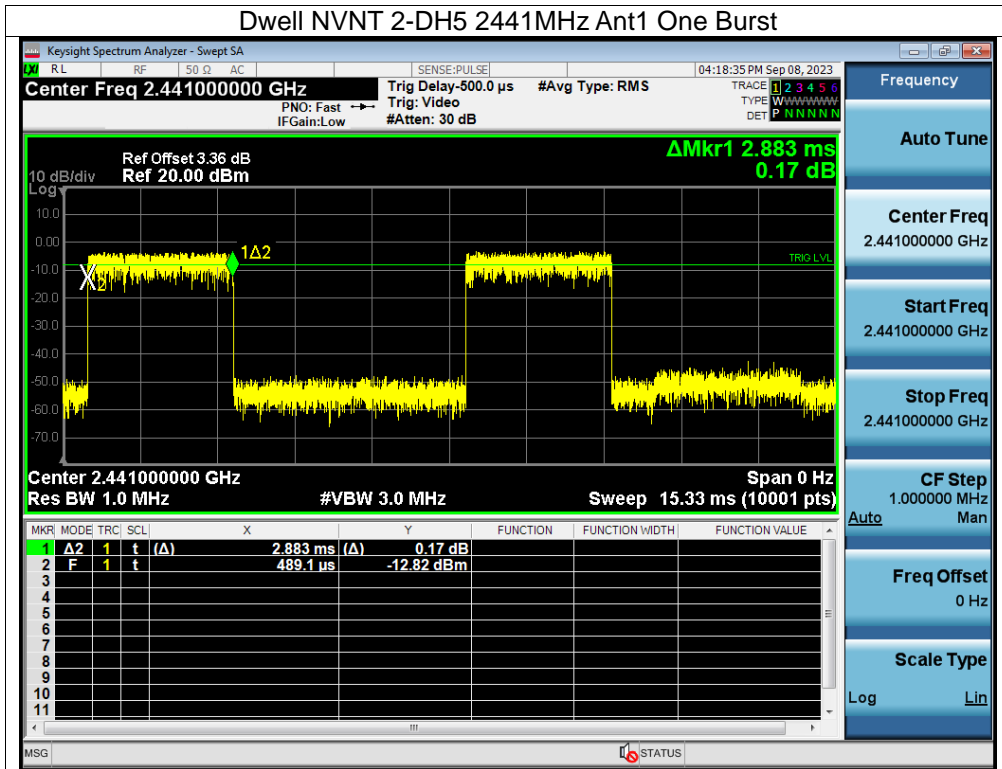 Dwell NVNT 2-DH5 2441MHz Ant1 One Burst
Keysight Spectrum Analyzer - Swept SA
LXI RL RF 50 Ω AC SENSE:PULSE 04:18:35 PM Sep 08, 2023
Center Freq 2.441000000 GHz
Trig Delay-500.0 µs #Avg Type: RMS
TRACE 1 2 3 4 5 6
PNO: Fast Trig: Video
TYPE WWWWWW
IFGain:Low #Atten: 30 dB
DET P N N N N N
ΔMkr1 2.883 ms
0.17 dB
Ref Offset 3.36 dB
10 dB/div Ref 20.00 dBm
Log
10.0
0.00
-10.0
-20.0
-30.0
-40.0
-50.0
-60.0
-70.0
1Δ2
2
TRIG LVL
Center 2.441000000 GHz Span 0 Hz
Res BW 1.0 MHz #VBW 3.0 MHz Sweep 15.33 ms (10001 pts)
MKR MODE TRC SCL X Y FUNCTION FUNCTION WIDTH FUNCTION VALUE
1 Δ2 1 t (Δ) 2.883 ms (Δ) 0.17 dB
2 F 1 t 489.1 µs -12.82 dBm
3
4
5
6
7
8
9
10
11
MSG STATUS
Frequency
Auto Tune
Center Freq
2.441000000 GHz
Start Freq
2.441000000 GHz
Stop Freq
2.441000000 GHz
CF Step
1.000000 MHz
Auto Man
Freq Offset
0 Hz
Scale Type
Log Lin